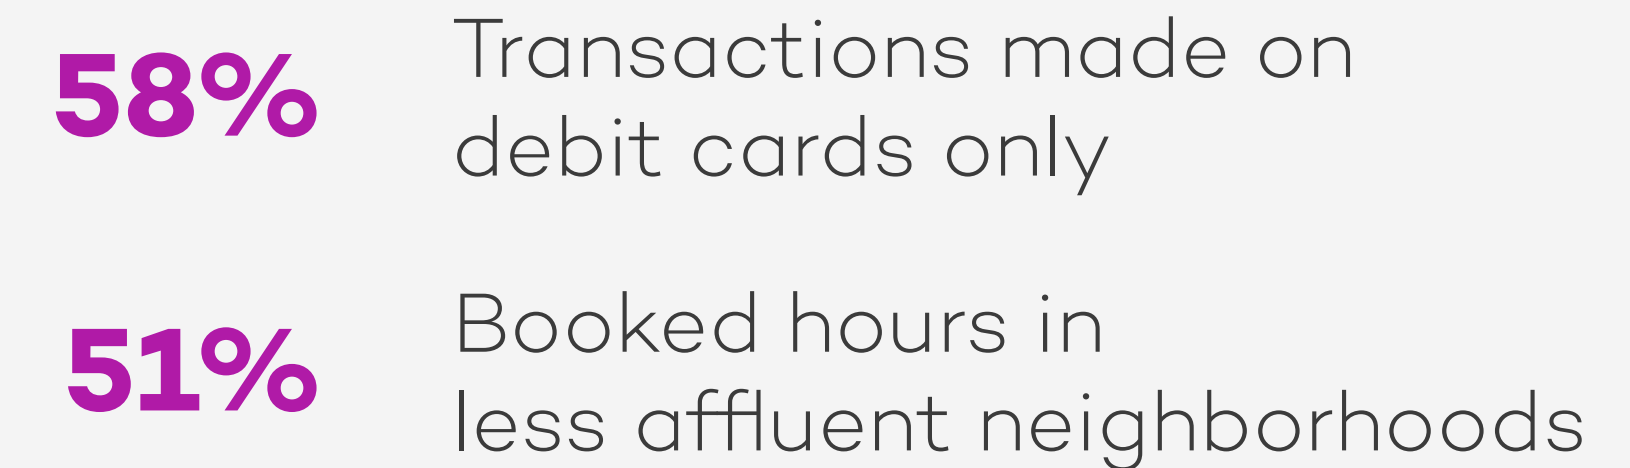 58%
Transactions made on
debit cards only
51%
Booked hours in
less affluent neighborhoods